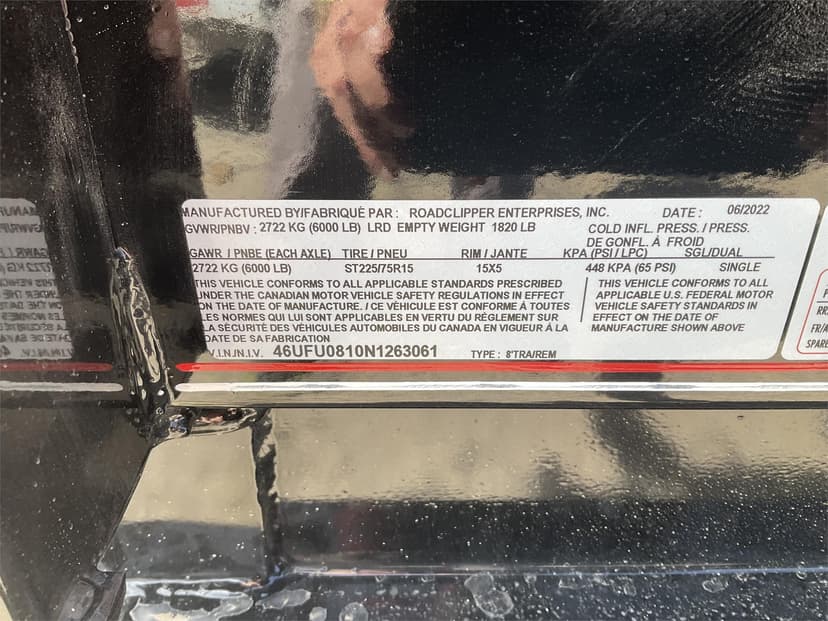 MANUFACTURED BY/FABRIQUÉ PAR : ROADCLIPPER ENTERPRISES, INC. DATE : 06/2022
GVWR/PNBV : 2722 KG (6000 LB) LRD EMPTY WEIGHT 1820 LB COLD INFL. PRESS./ PRESS.
DE GONFL. À FROID
GAWR / PNBE (EACH AXLE) TIRE / PNEU RIM / JANTE KPA (PSI / LPC) SGL/DUAL
2722 KG (6000 LB) ST225/75R15 15X5 448 KPA (65 PSI) SINGLE
THIS VEHICLE CONFORMS TO ALL APPLICABLE STANDARDS PRESCRIBED
UNDER THE CANADIAN MOTOR VEHICLE SAFETY REGULATIONS IN EFFECT
ON THE DATE OF MANUFACTURE. / CE VÉHICULE EST CONFORME À TOUTES
LES NORMES QUI LUI SONT APPLICABLES EN VERTU DU RÈGLEMENT SUR
LA SÉCURITÉ DES VÉHICULES AUTOMOBILES DU CANADA EN VIGUEUR À LA
DATE DE SA FABRICATION
THIS VEHICLE CONFORMS TO ALL
APPLICABLE U.S. FEDERAL MOTOR
VEHICLE SAFETY STANDARDS IN
EFFECT ON THE DATE OF
MANUFACTURE SHOWN ABOVE
V.I.N./N.I.V. 46UFU0810N1263061 TYPE : 8'TRA/REM
SPARE